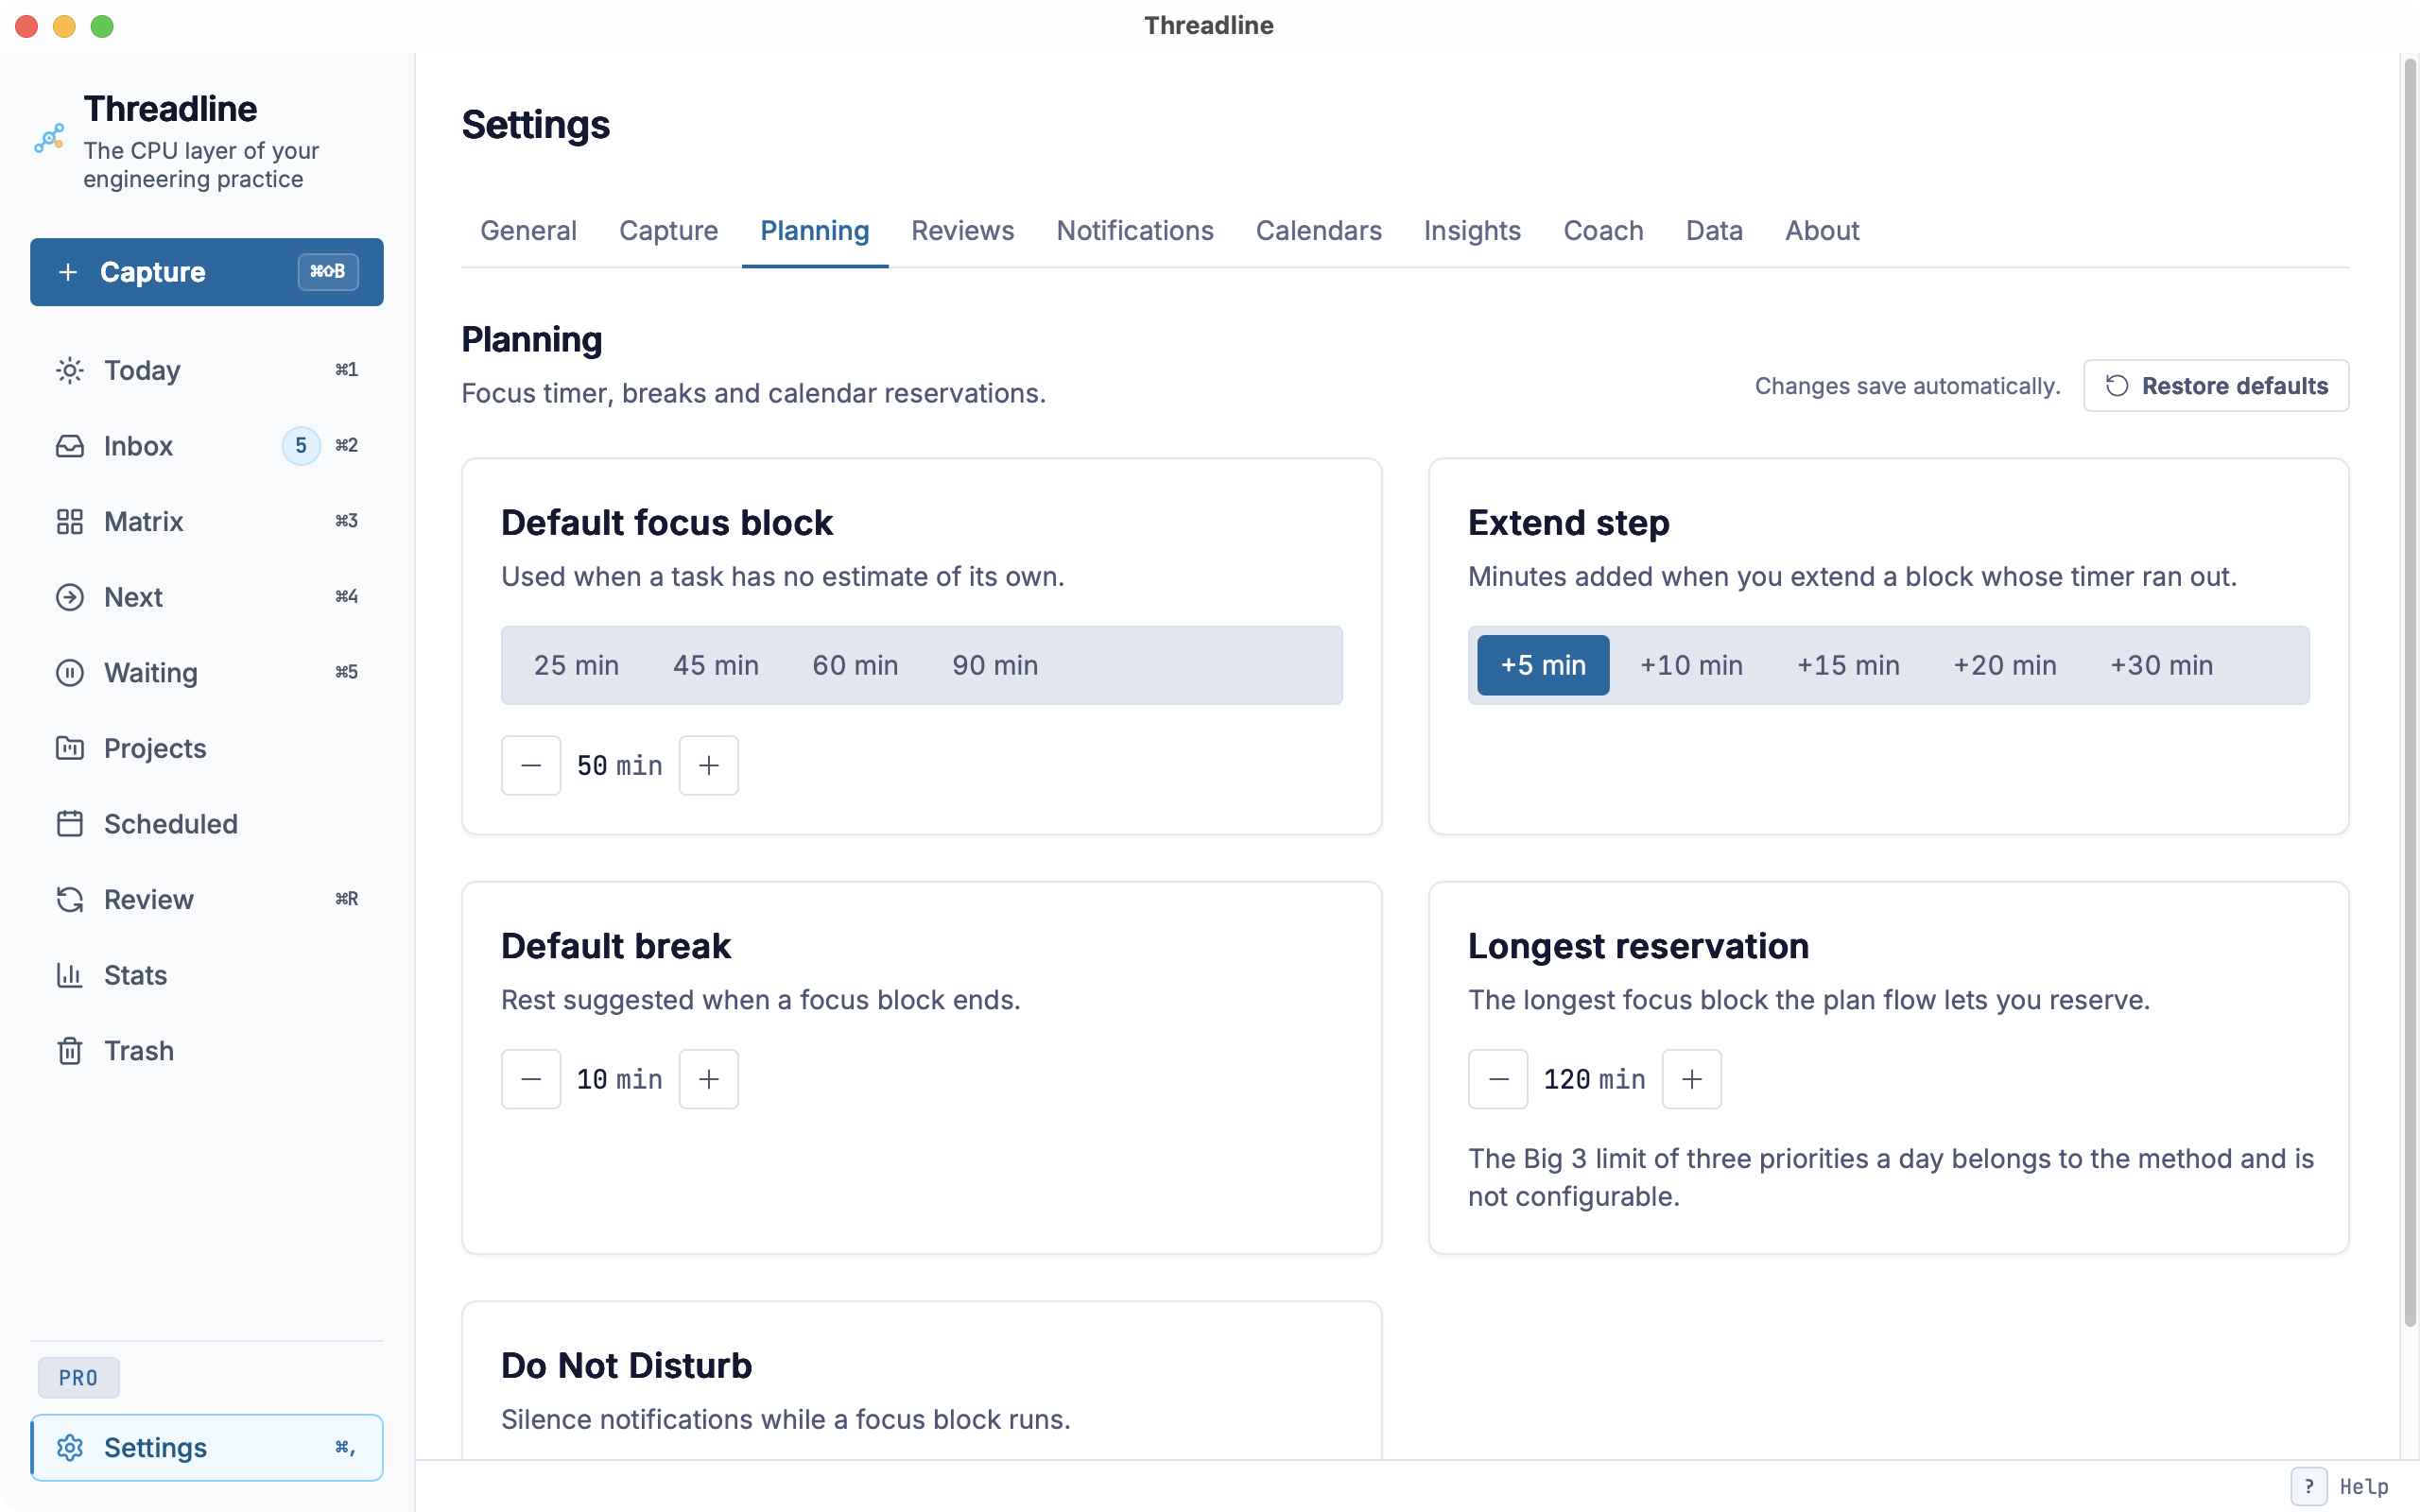 Threadline
Threadline
The CPU layer of your
engineering practice
+ Capture ⌘⇧B
Today ⌘1
Inbox 5 ⌘2
Matrix ⌘3
Next ⌘4
Waiting ⌘5
Projects
Scheduled
Review ⌘R
Stats
Trash
PRO
Settings ⌘,
Settings
General Capture Planning Reviews Notifications Calendars Insights Coach Data About
Planning
Focus timer, breaks and calendar reservations.
Changes save automatically. Restore defaults
Default focus block
Used when a task has no estimate of its own.
25 min 45 min 60 min 90 min
− 50 min +
Extend step
Minutes added when you extend a block whose timer ran out.
+5 min +10 min +15 min +20 min +30 min
Default break
Rest suggested when a focus block ends.
− 10 min +
Longest reservation
The longest focus block the plan flow lets you reserve.
− 120 min +
The Big 3 limit of three priorities a day belongs to the method and is
not configurable.
Do Not Disturb
Silence notifications while a focus block runs.
? Help